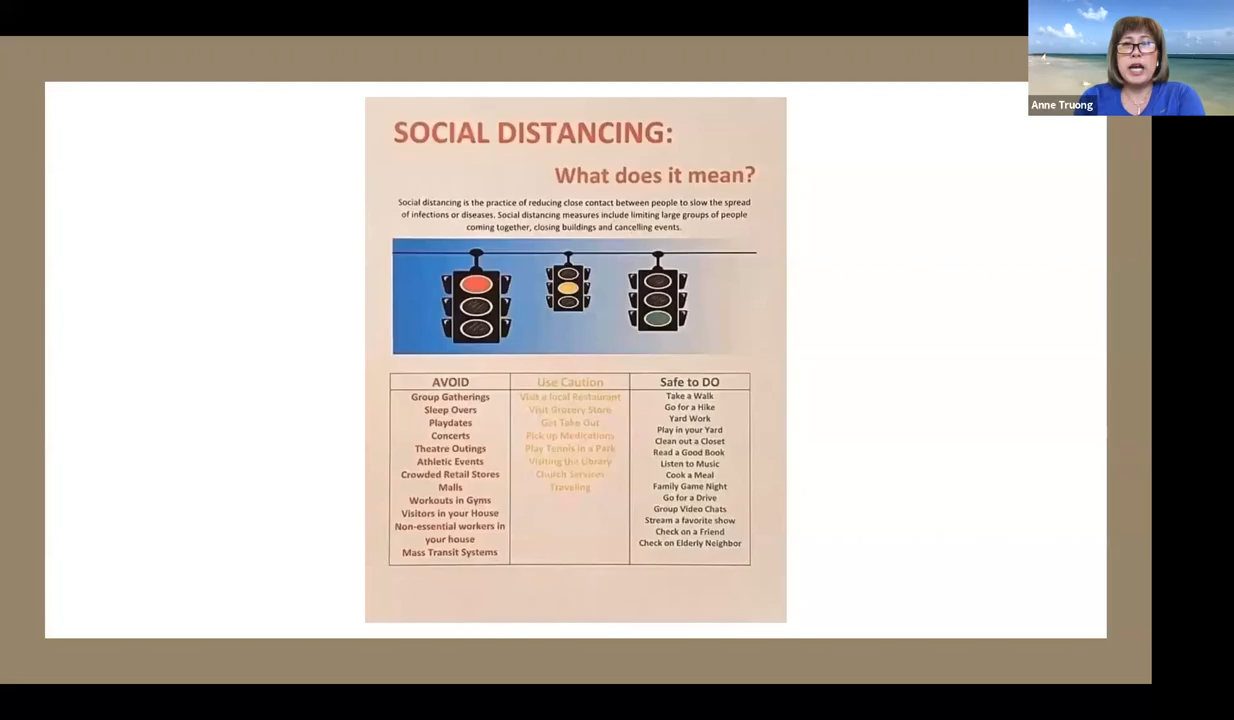 Anne Truong
SOCIAL DISTANCING:
What does it mean?
Social distancing is the practice of reducing close contact between people to slow the spread
of infections or diseases. Social distancing measures include limiting large groups of people
coming together, closing buildings and cancelling events.
AVOID
Group Gatherings
Sleep Overs
Playdates
Concerts
Theatre Outings
Athletic Events
Crowded Retail Stores
Malls
Workouts in Gyms
Visitors in your House
Non-essential workers in
your house
Mass Transit Systems
Use Caution
Visit a local Restaurant
Visit Grocery Store
Get Take Out
Pick up Medications
Play Tennis in a Park
Visiting the Library
Church Services
Traveling
Safe to DO
Take a Walk
Go for a Hike
Yard Work
Play in your Yard
Clean out a Closet
Read a Good Book
Listen to Music
Cook a Meal
Family Game Night
Go for a Drive
Group Video Chats
Stream a favorite show
Check on a Friend
Check on Elderly Neighbor